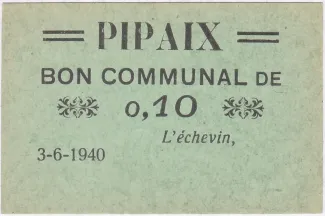 PIPAIX
BON COMMUNAL DE
0,10
L'échevin,
3-6-1940